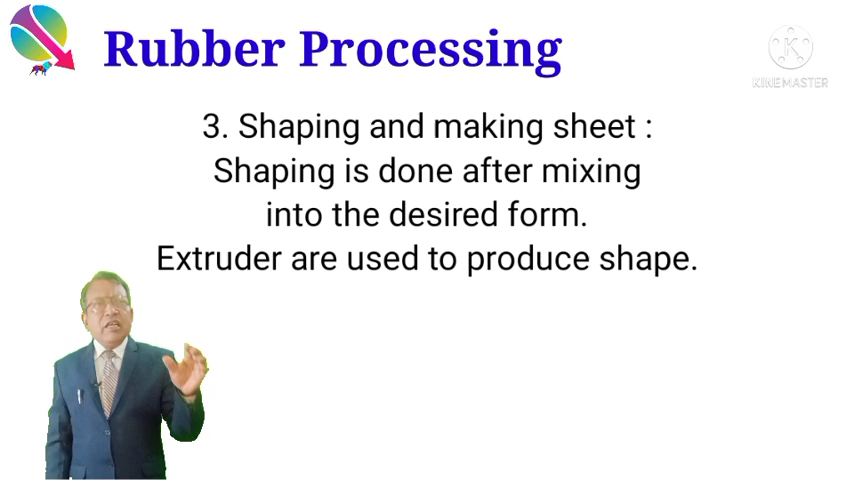 Rubber Processing
KINEMASTER
3. Shaping and making sheet :
Shaping is done after mixing
into the desired form.
Extruder are used to produce shape.